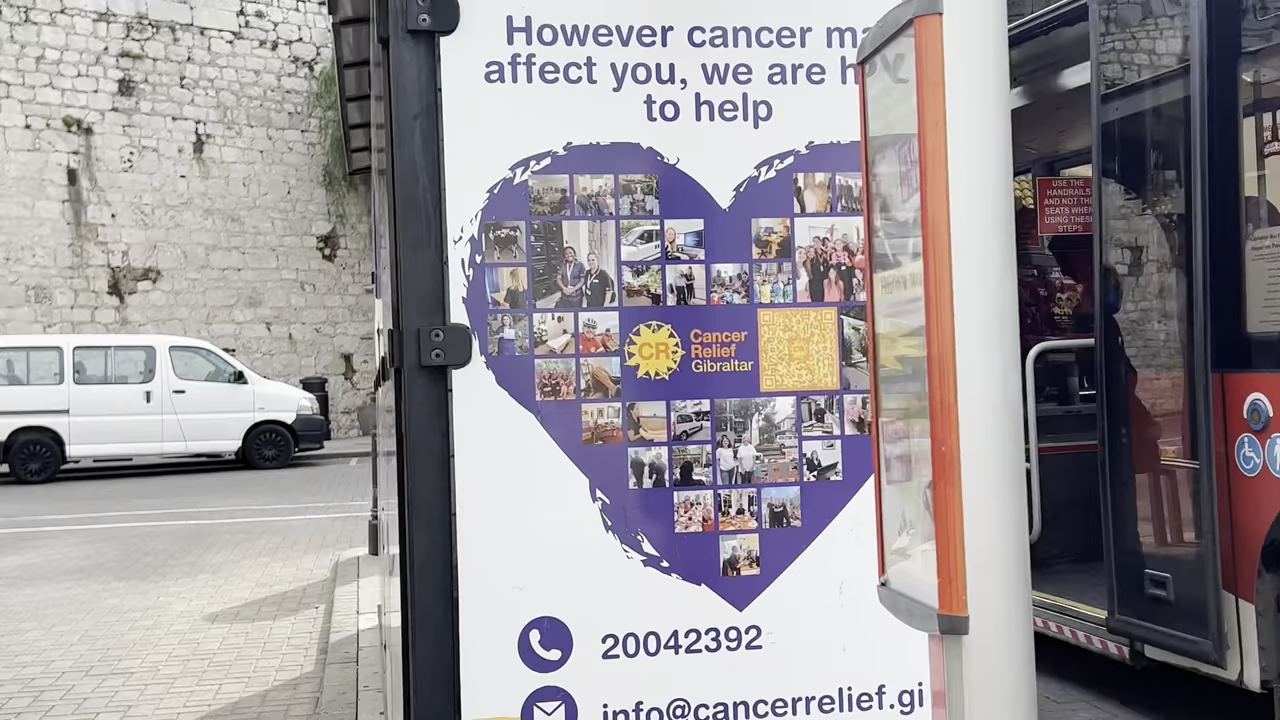 However cancer ma
affect you, we are h
to help
CR
Cancer
Relief
Gibraltar
20042392
info@cancerrelief.gi
USE THE
HANDRAILS
AND NOT THE
SEATS WHEN
USING THESE
STEPS